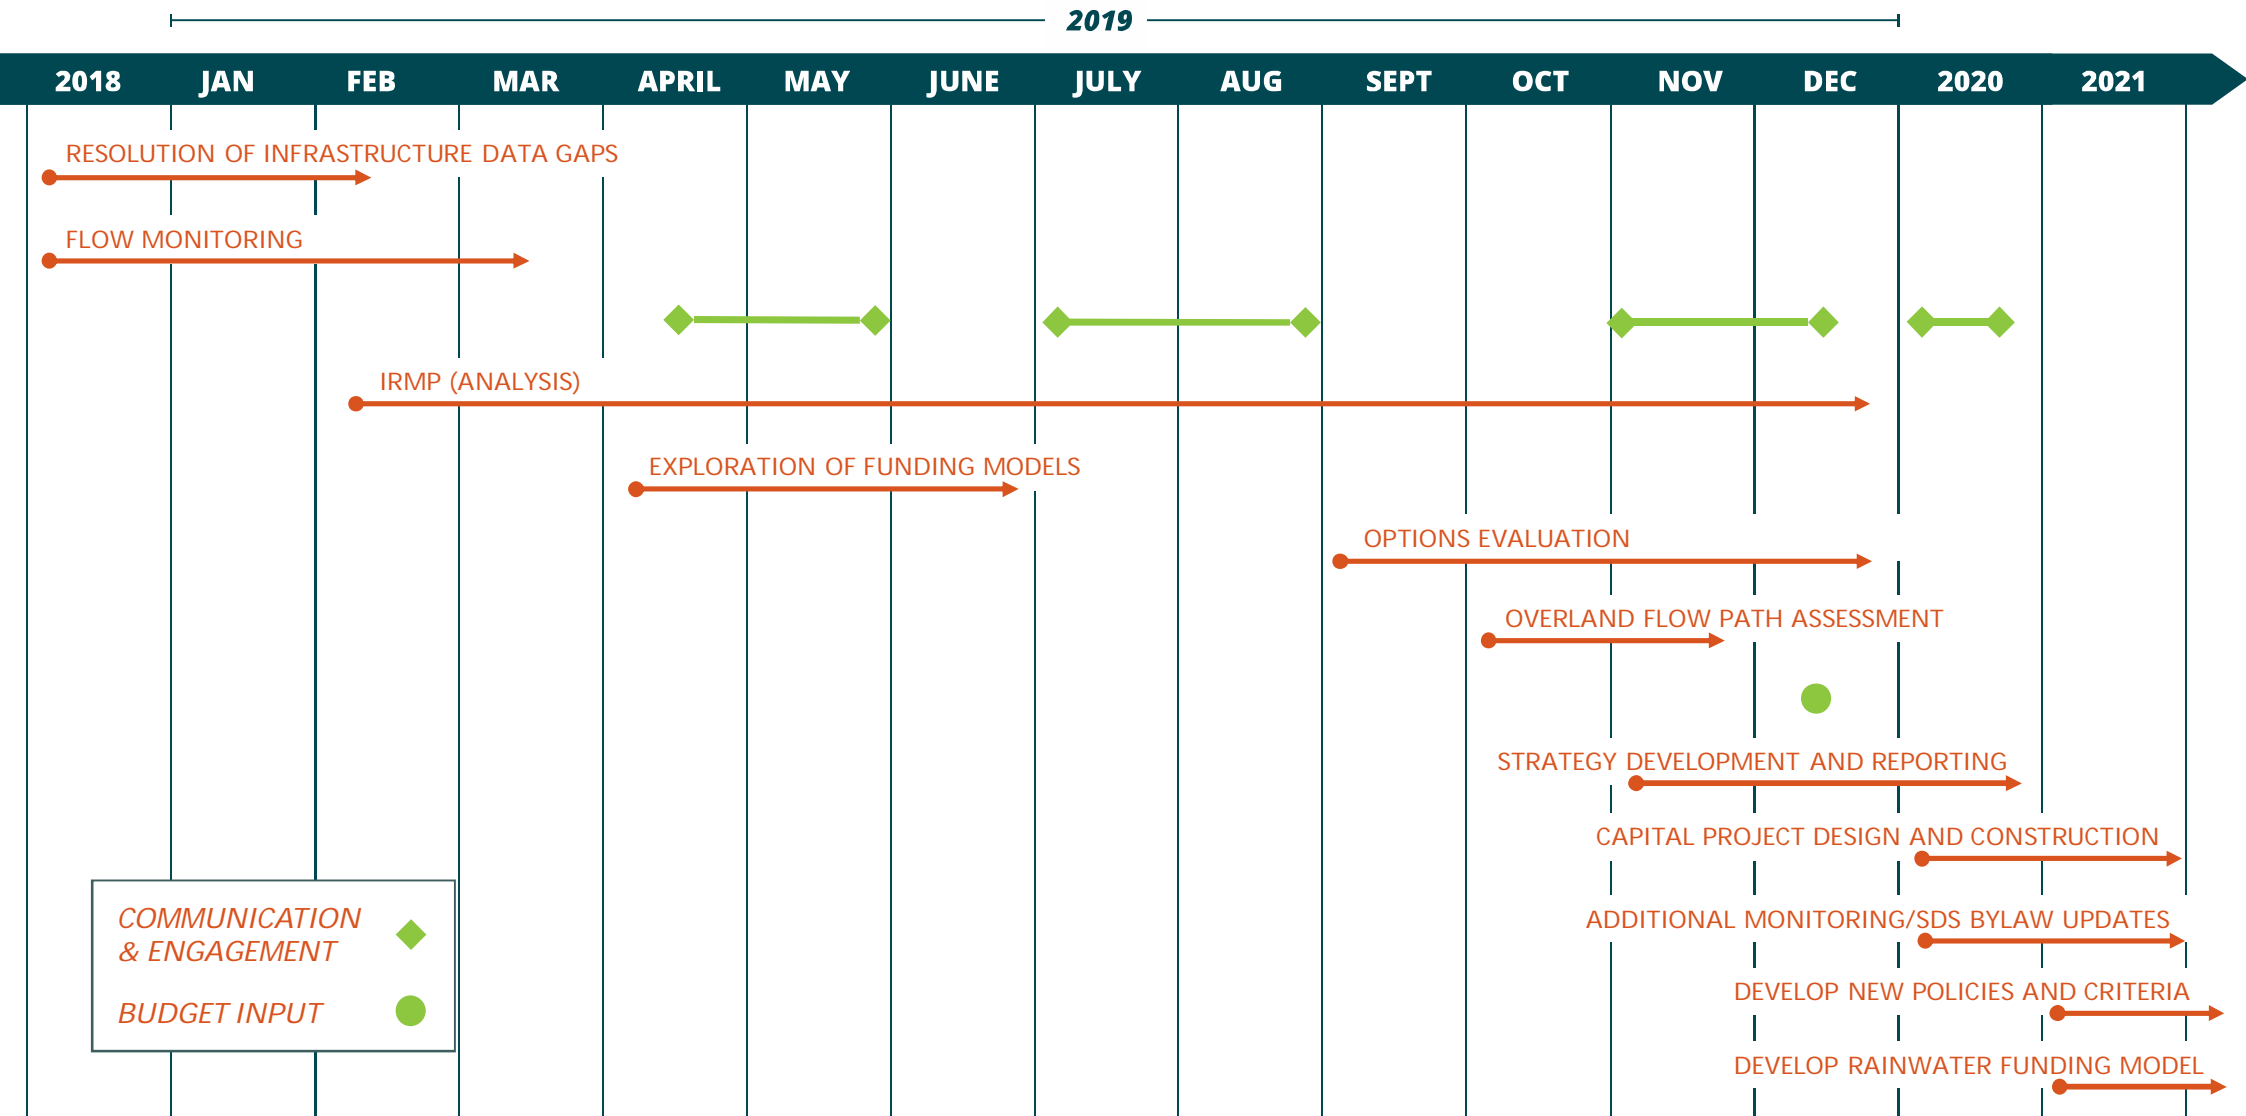 2019
2018 JAN FEB MAR APRIL MAY JUNE JULY AUG SEPT OCT NOV DEC 2020 2021
RESOLUTION OF INFRASTRUCTURE DATA GAPS
FLOW MONITORING
IRMP (ANALYSIS)
EXPLORATION OF FUNDING MODELS
OPTIONS EVALUATION
OVERLAND FLOW PATH ASSESSMENT
STRATEGY DEVELOPMENT AND REPORTING
CAPITAL PROJECT DESIGN AND CONSTRUCTION
ADDITIONAL MONITORING/SDS BYLAW UPDATES
DEVELOP NEW POLICIES AND CRITERIA
DEVELOP RAINWATER FUNDING MODEL
COMMUNICATION
& ENGAGEMENT
BUDGET INPUT